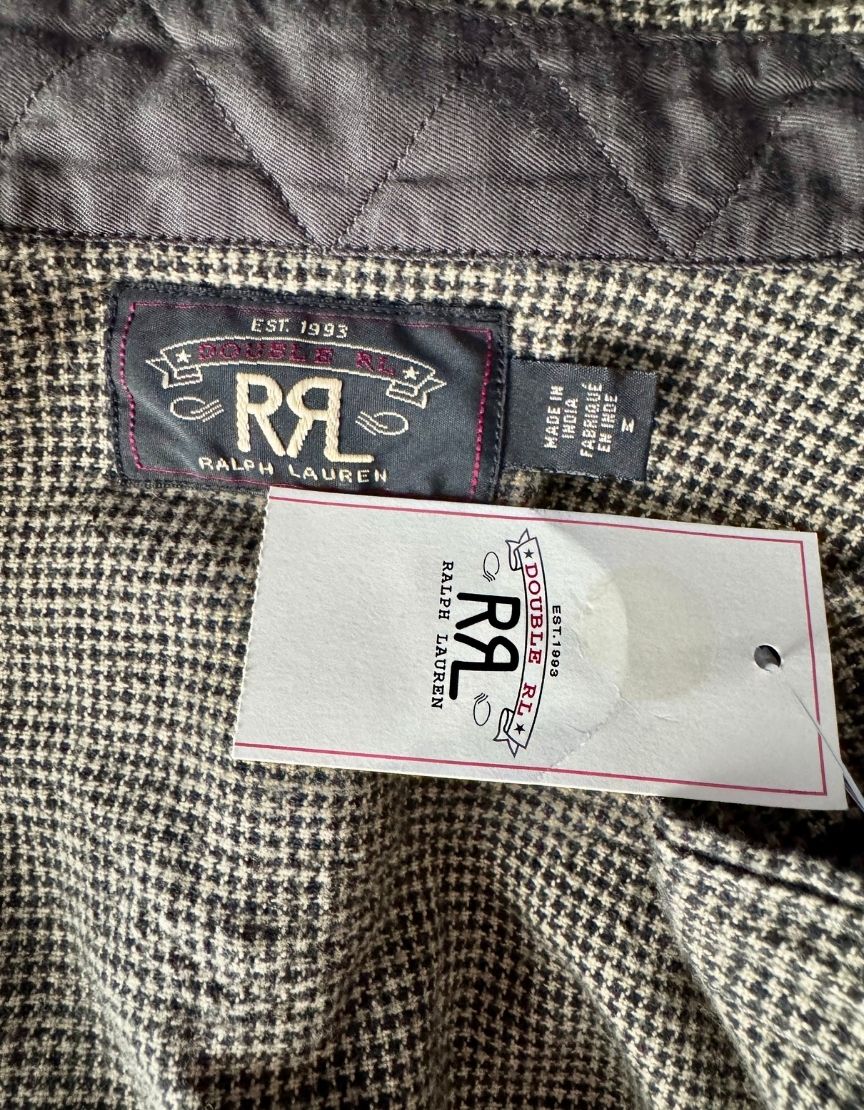 EST. 1993
DOUBLE RL
RRL
RALPH LAUREN
MADE IN
INDIA
FABRIQUÉ
EN INDE
M
EST. 1993
DOUBLE RL
RRL
RALPH LAUREN